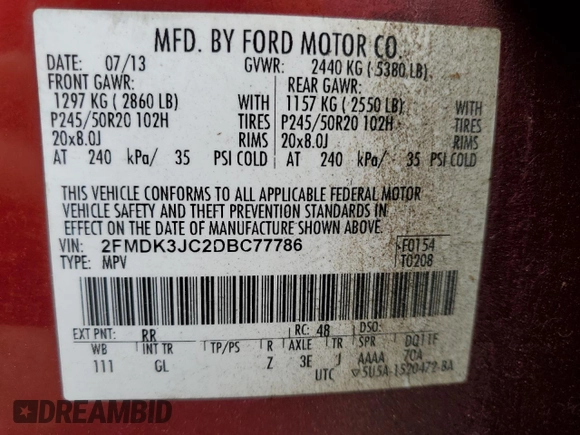 MFD. BY FORD MOTOR CO.
DATE: 07/13 GVWR: 2440 KG ( 5380 LB)
FRONT GAWR: REAR GAWR:
1297 KG ( 2860 LB) WITH 1157 KG ( 2550 LB) WITH
P245/50R20 102H TIRES P245/50R20 102H TIRES
20x8.0J RIMS 20x8.0J RIMS
AT 240 kPa/ 35 PSI COLD AT 240 kPa/ 35 PSI COLD
THIS VEHICLE CONFORMS TO ALL APPLICABLE FEDERAL MOTOR
VEHICLE SAFETY AND THEFT PREVENTION STANDARDS IN
EFFECT ON THE DATE OF MANUFACTURE SHOWN ABOVE.
VIN: 2FMDK3JC2DBC77786 F0154
TYPE: MPV T0208
EXT PNT: RR RC: 48 DSO:
WB INT TR TP/PS R AXLE TR SPR
111 GL Z 3E J AAAA
UTC
DREAMBID